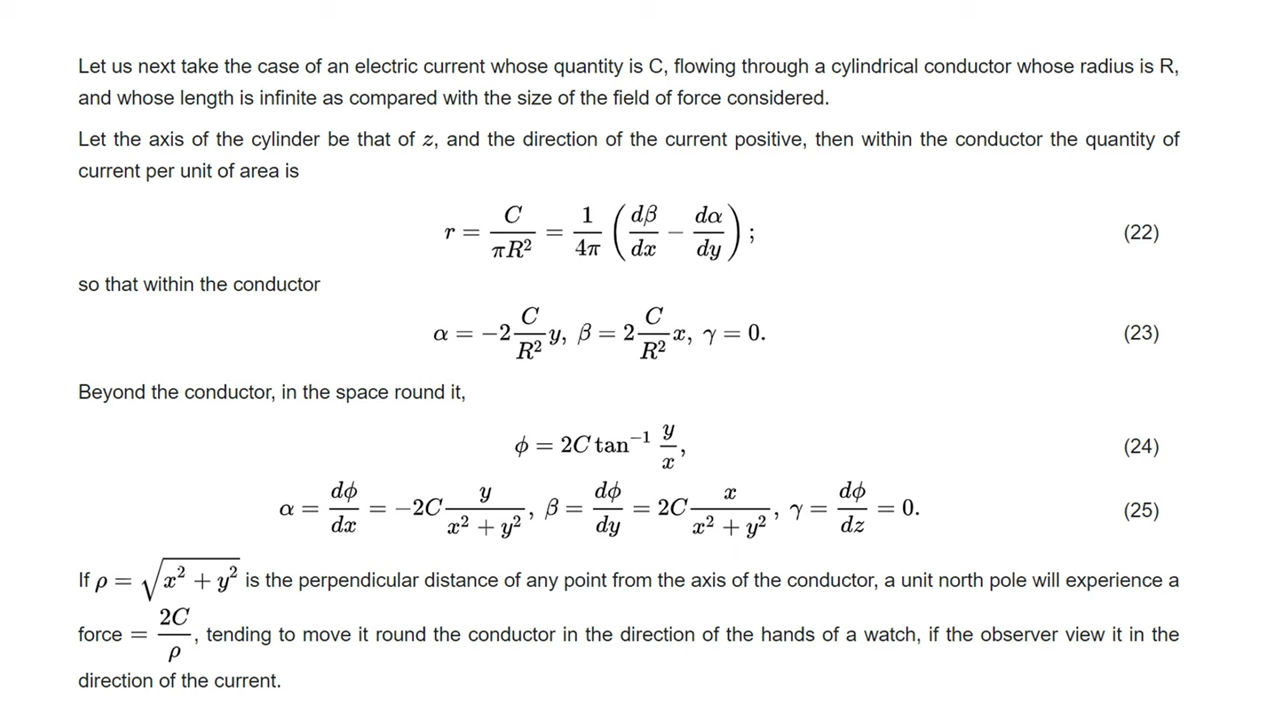 Let us next take the case of an electric current whose quantity is C, flowing through a cylindrical conductor whose radius is R,
and whose length is infinite as compared with the size of the field of force considered.
Let the axis of the cylinder be that of z, and the direction of the current positive, then within the conductor the quantity of
current per unit of area is
r = C/(πR²) = 1/(4π) (dβ/dx − dα/dy); (22)
so that within the conductor
α = −2 C/R² y, β = 2 C/R² x, γ = 0. (23)
Beyond the conductor, in the space round it,
ϕ = 2C tan⁻¹ y/x, (24)
α = dϕ/dx = −2C y/(x² + y²), β = dϕ/dy = 2C x/(x² + y²), γ = dϕ/dz = 0. (25)
If ρ = √(x² + y²) is the perpendicular distance of any point from the axis of the conductor, a unit north pole will experience a
force = 2C/ρ, tending to move it round the conductor in the direction of the hands of a watch, if the observer view it in the
direction of the current.